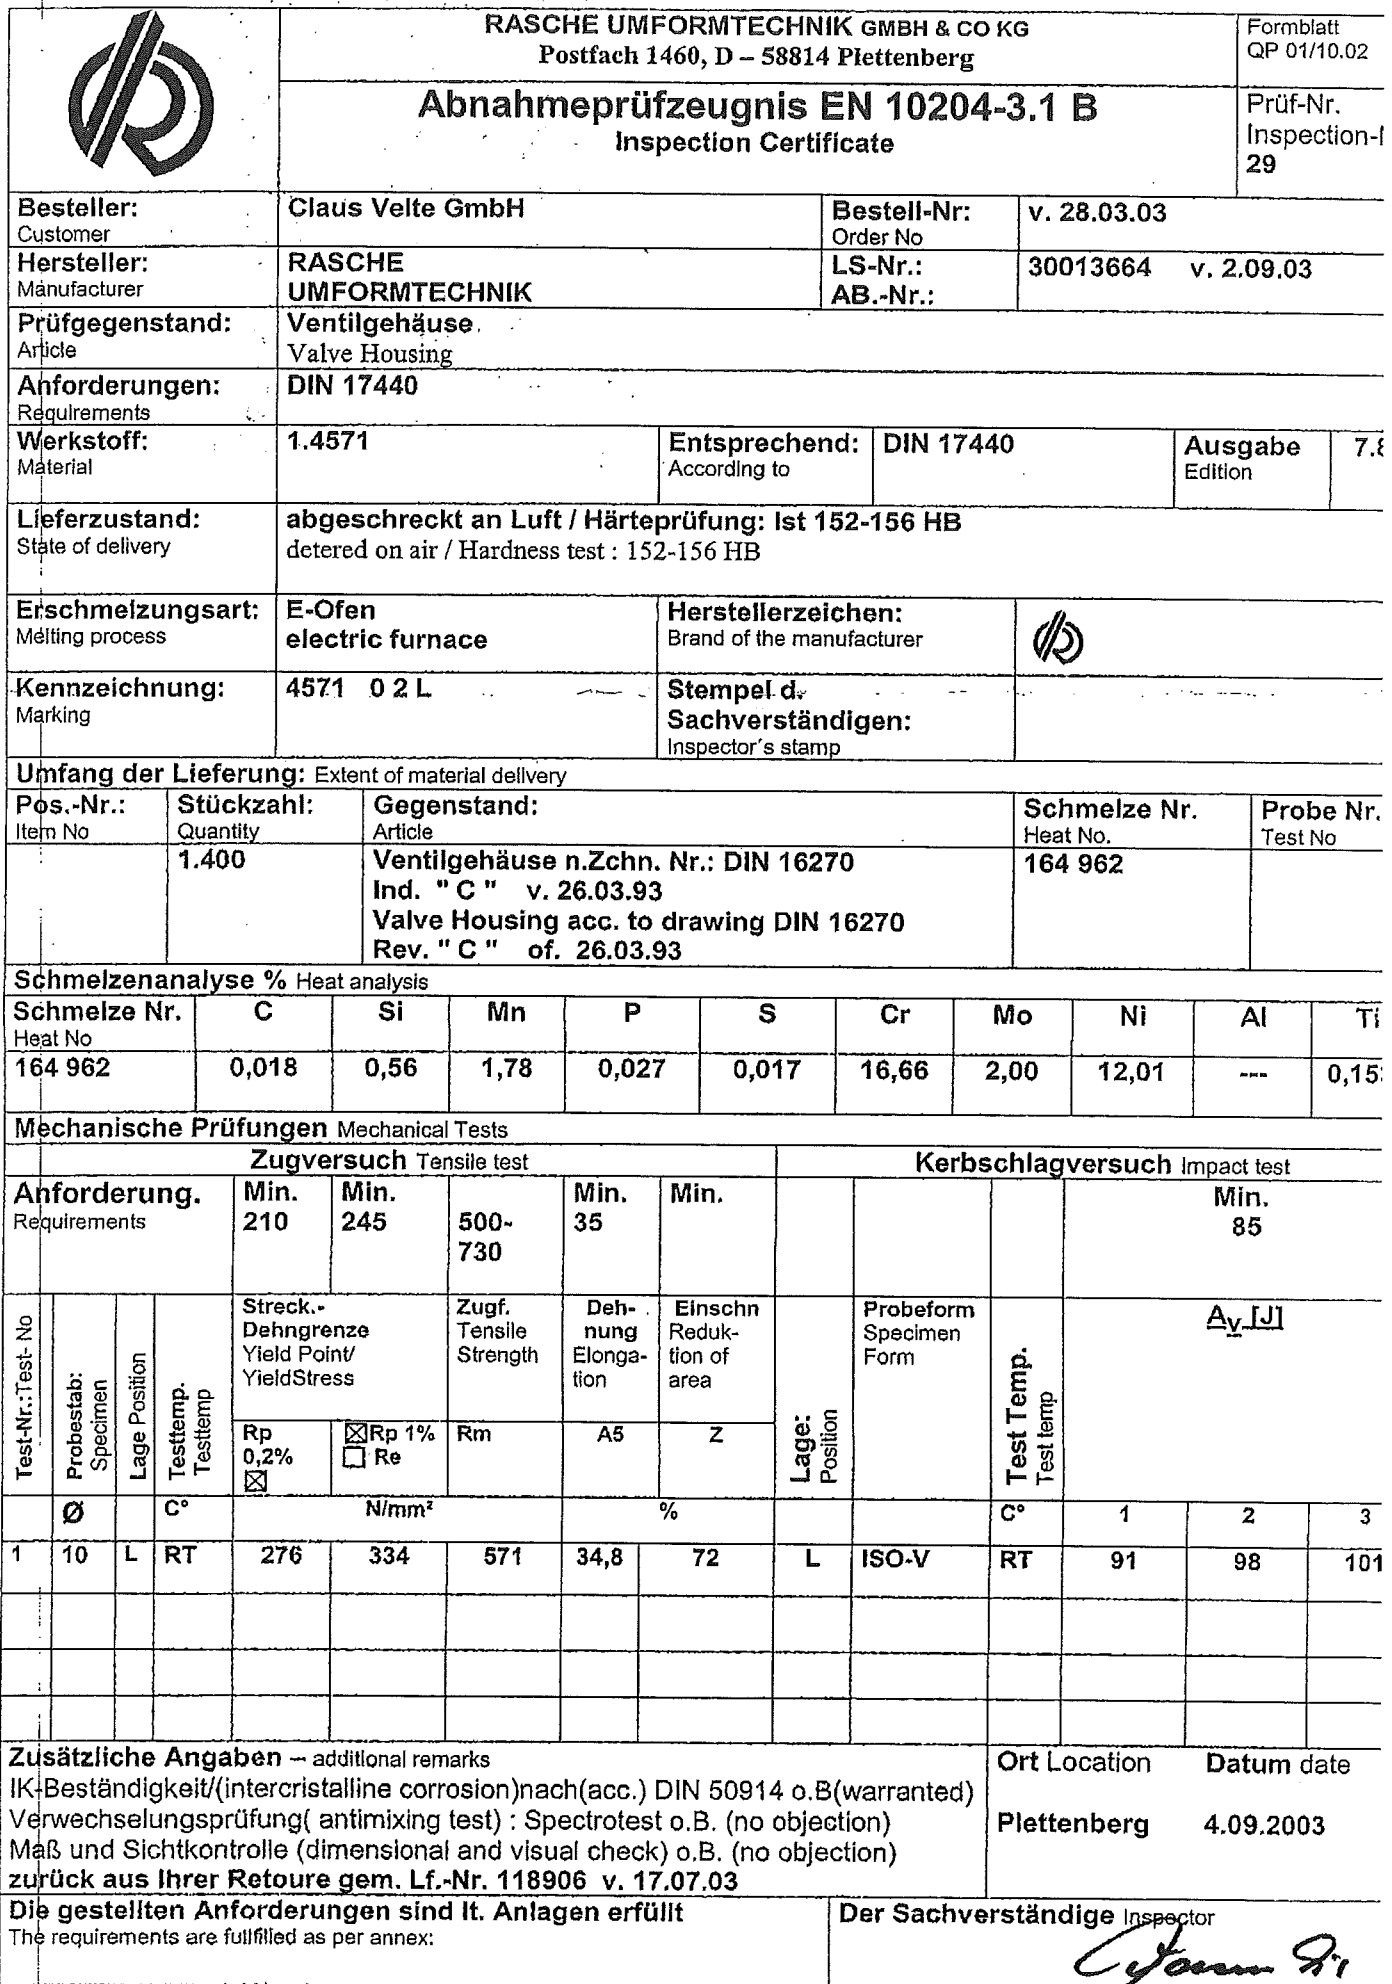 RASCHE UMFORMTECHNIK GMBH & CO KG
Postfach 1460, D – 58814 Plettenberg
Formblatt
QP 01/10.02
Abnahmeprüfzeugnis EN 10204-3.1 B
Inspection Certificate
Prüf-Nr.
Inspection-
29
Besteller:
Customer
Claus Velte GmbH
Bestell-Nr:
Order No
v. 28.03.03
Hersteller:
Manufacturer
RASCHE
UMFORMTECHNIK
LS-Nr.:
AB.-Nr.:
30013664 v. 2.09.03
Prüfgegenstand:
Article
Ventilgehäuse
Valve Housing
Anforderungen:
Requirements
DIN 17440
Werkstoff:
Material
1.4571
Entsprechend:
According to
DIN 17440
Ausgabe
Edition
7.8
Lieferzustand:
State of delivery
abgeschreckt an Luft / Härteprüfung: Ist 152-156 HB
detered on air / Hardness test : 152-156 HB
Erschmelzungsart:
Melting process
E-Ofen
electric furnace
Herstellerzeichen:
Brand of the manufacturer
Kennzeichnung:
Marking
4571 0 2 L
Stempel d.
Sachverständigen:
Inspector's stamp
Umfang der Lieferung: Extent of material delivery
Pos.-Nr.:
Item No
Stückzahl:
Quantity
Gegenstand:
Article
Schmelze Nr.
Heat No.
Probe Nr.
Test No
1.400
Ventilgehäuse n.Zchn. Nr.: DIN 16270
Ind. " C " v. 26.03.93
Valve Housing acc. to drawing DIN 16270
Rev. " C " of. 26.03.93
164 962
Schmelzenanalyse % Heat analysis
Schmelze Nr. C Si Mn P S Cr Mo Ni Al Ti
Heat No
164 962 0,018 0,56 1,78 0,027 0,017 16,66 2,00 12,01 --- 0,15
Mechanische Prüfungen Mechanical Tests
Zugversuch Tensile test
Kerbschlagversuch Impact test
Anforderung.
Requirements
Min.
210
Min.
245
500-
730
Min.
35
Min.
Min.
85
Test-Nr.:Test- No
Probestab:
Specimen
Lage Position
Testtemp.
Testtemp
Streck.-
Dehngrenze
Yield Point/
YieldStress
Zugf.
Tensile
Strength
Deh-
nung
Elonga-
tion
Einschn
Reduk-
tion of
area
Lage:
Position
Probeform
Specimen
Form
Test Temp.
Test temp
Av [J]
Rp
0,2%
☒
☒Rp 1%
☐ Re
Rm
A5
Z
Ø C° N/mm² % C° 1 2 3
1 10 L RT 276 334 571 34,8 72 L ISO-V RT 91 98 101
Zusätzliche Angaben – additional remarks
IK-Beständigkeit/(intercristalline corrosion)nach(acc.) DIN 50914 o.B(warranted)
Verwechselungsprüfung( antimixing test) : Spectrotest o.B. (no objection)
Maß und Sichtkontrolle (dimensional and visual check) o.B. (no objection)
zurück aus Ihrer Retoure gem. Lf.-Nr. 118906 v. 17.07.03
Ort Location Datum date
Plettenberg 4.09.2003
Die gestellten Anforderungen sind lt. Anlagen erfüllt
The requirements are fullfilled as per annex:
Der Sachverständige Inspector